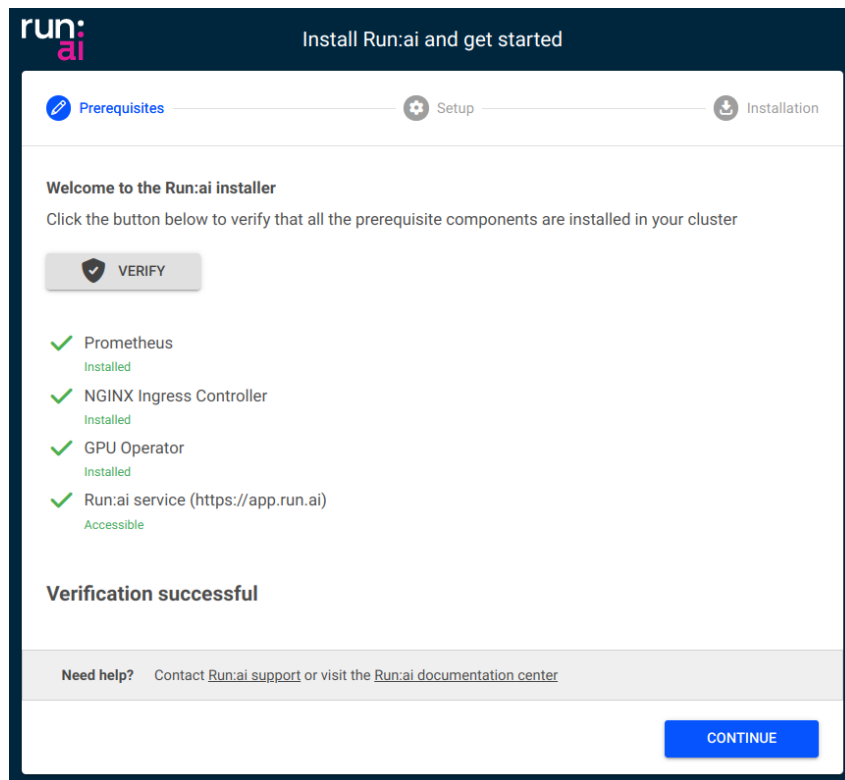 run:
ai
Install Run:ai and get started
Prerequisites
Setup
Installation
Welcome to the Run:ai installer
Click the button below to verify that all the prerequisite components are installed in your cluster
VERIFY
Prometheus
Installed
NGINX Ingress Controller
Installed
GPU Operator
Installed
Run:ai service (https://app.run.ai)
Accessible
Verification successful
Need help? Contact Run:ai support or visit the Run:ai documentation center
CONTINUE